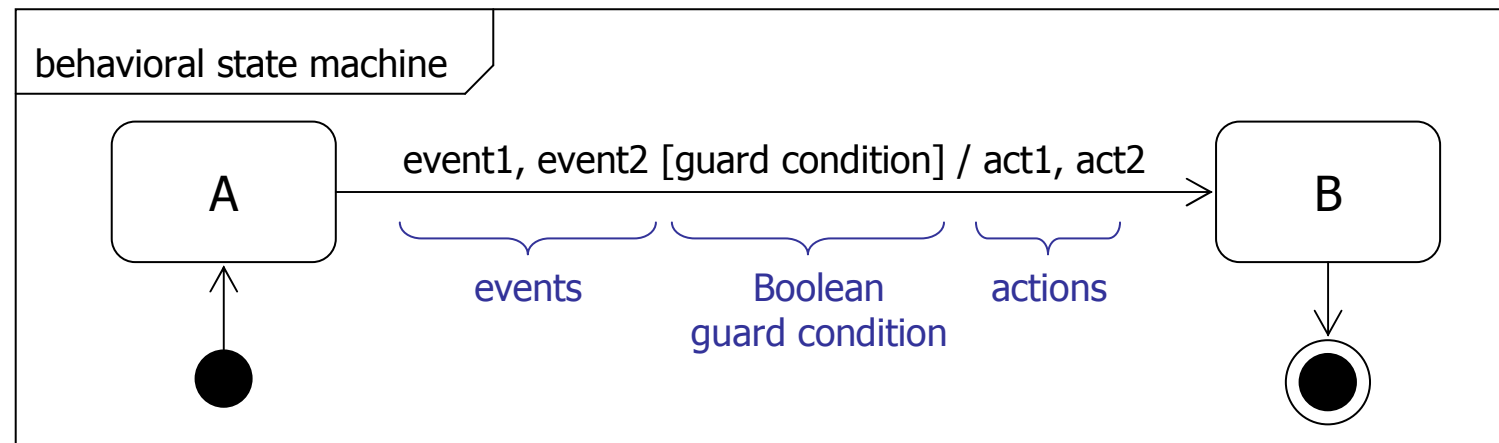 behavioral state machine
event1, event2 [guard condition] / act1, act2
A
B
events
Boolean
guard condition
actions